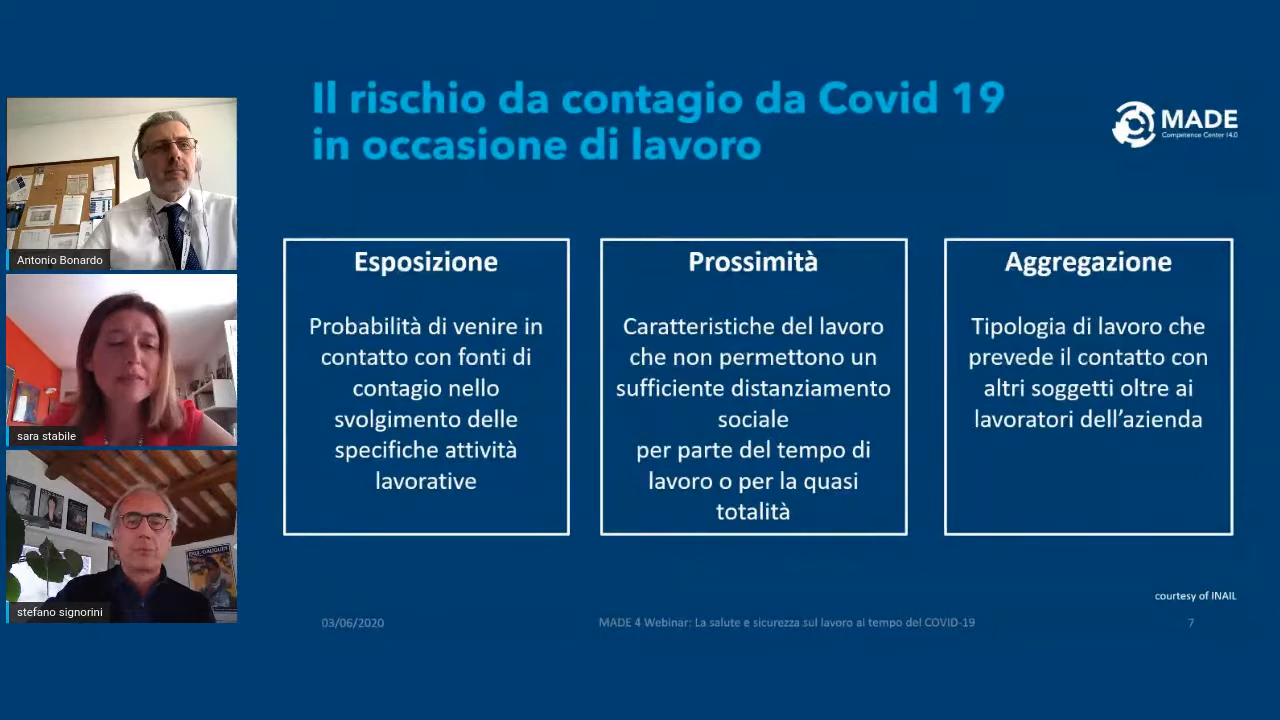 Il rischio da contagio da Covid 19
in occasione di lavoro
MADE
Competence Center I4.0
Antonio Bonardo
sara stabile
stefano signorini
Esposizione
Probabilità di venire in
contatto con fonti di
contagio nello
svolgimento delle
specifiche attività
lavorative
Prossimità
Caratteristiche del lavoro
che non permettono un
sufficiente distanziamento
sociale
per parte del tempo di
lavoro o per la quasi
totalità
Aggregazione
Tipologia di lavoro che
prevede il contatto con
altri soggetti oltre ai
lavoratori dell’azienda
courtesy of INAIL
03/06/2020
MADE 4 Webinar: La salute e sicurezza sul lavoro al tempo del COVID-19
7